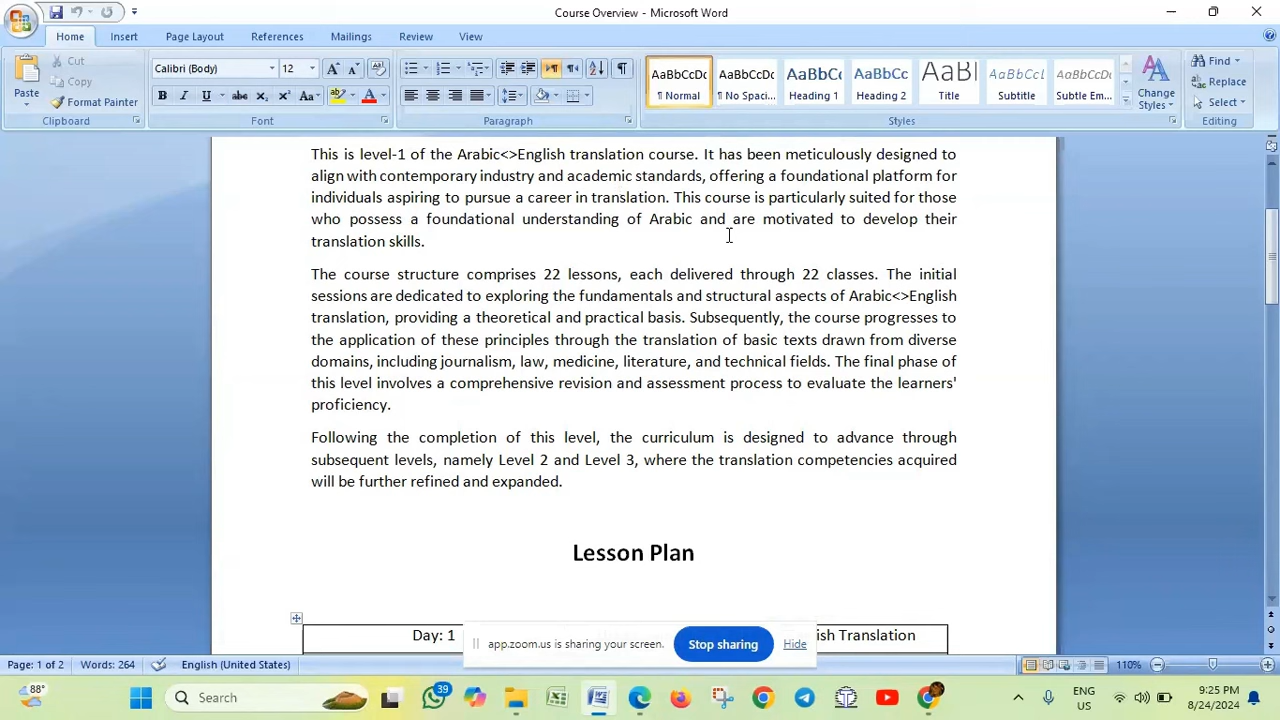 Course Overview - Microsoft Word
Home Insert Page Layout References Mailings Review View
Paste
Cut
Copy
Format Painter
Clipboard
Calibri (Body) 12
Font
Paragraph
AaBbCcDc AaBbCcDc AaBbCc AaBbCc AaBl AaBbCcL AaBbCcDc
¶ Normal ¶ No Spaci... Heading 1 Heading 2 Title Subtitle Subtle Em...
Change Styles
Styles
Find
Replace
Select
Editing
This is level-1 of the Arabic<>English translation course. It has been meticulously designed to
align with contemporary industry and academic standards, offering a foundational platform for
individuals aspiring to pursue a career in translation. This course is particularly suited for those
who possess a foundational understanding of Arabic and are motivated to develop their
translation skills.
The course structure comprises 22 lessons, each delivered through 22 classes. The initial
sessions are dedicated to exploring the fundamentals and structural aspects of Arabic<>English
translation, providing a theoretical and practical basis. Subsequently, the course progresses to
the application of these principles through the translation of basic texts drawn from diverse
domains, including journalism, law, medicine, literature, and technical fields. The final phase of
this level involves a comprehensive revision and assessment process to evaluate the learners'
proficiency.
Following the completion of this level, the curriculum is designed to advance through
subsequent levels, namely Level 2 and Level 3, where the translation competencies acquired
will be further refined and expanded.
Lesson Plan
Day: 1
ish Translation
app.zoom.us is sharing your screen. Stop sharing Hide
Page: 1 of 2 Words: 264 English (United States) 110%
88°
Search
39
ENG
US
9:25 PM
8/24/2024